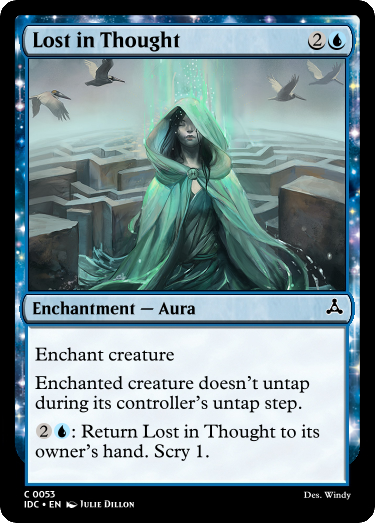 Lost in Thought 2
Enchantment — Aura
Enchant creature
Enchanted creature doesn't untap
during its controller's untap step.
2 : Return Lost in Thought to its
owner's hand. Scry 1.
C 0053
IDC • EN Julie Dillon
Des. Windy